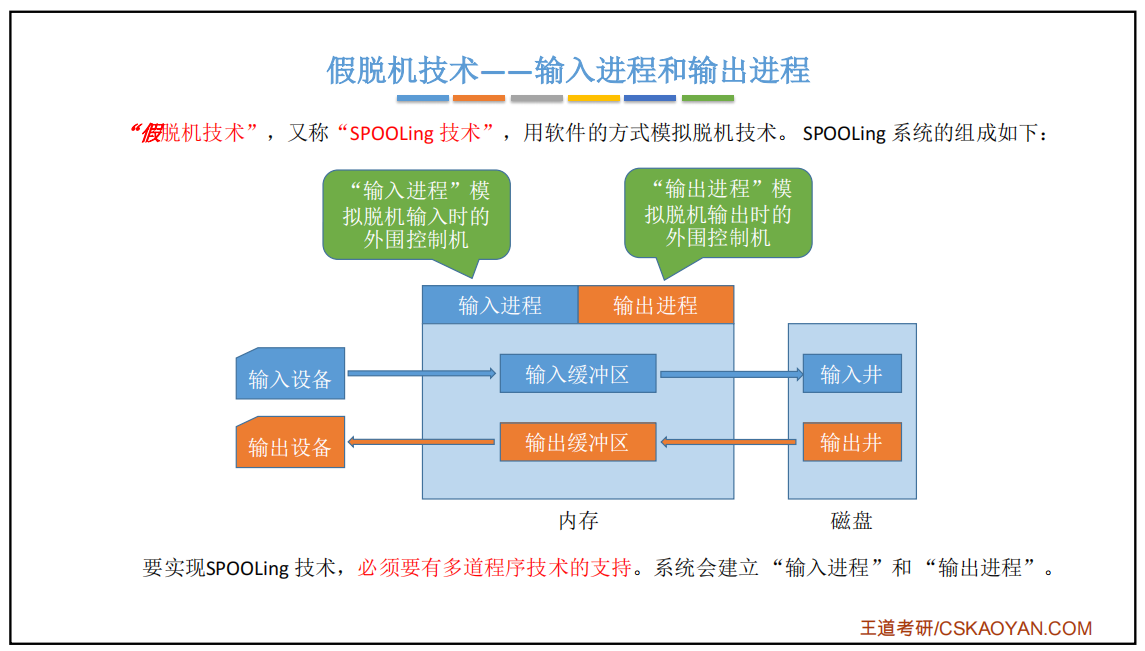 假脱机技术——输入进程和输出进程
“假脱机技术”，又称“SPOOLing 技术”，用软件的方式模拟脱机技术。 SPOOLing 系统的组成如下：
“输入进程”模
拟脱机输入时的
外围控制机
“输出进程”模
拟脱机输出时的
外围控制机
输入进程
输出进程
输入设备
输入缓冲区
输入井
输出设备
输出缓冲区
输出井
内存
磁盘
要实现SPOOLing 技术，必须要有多道程序技术的支持。系统会建立 “输入进程”和 “输出进程”。
王道考研/CSKAOYAN.COM